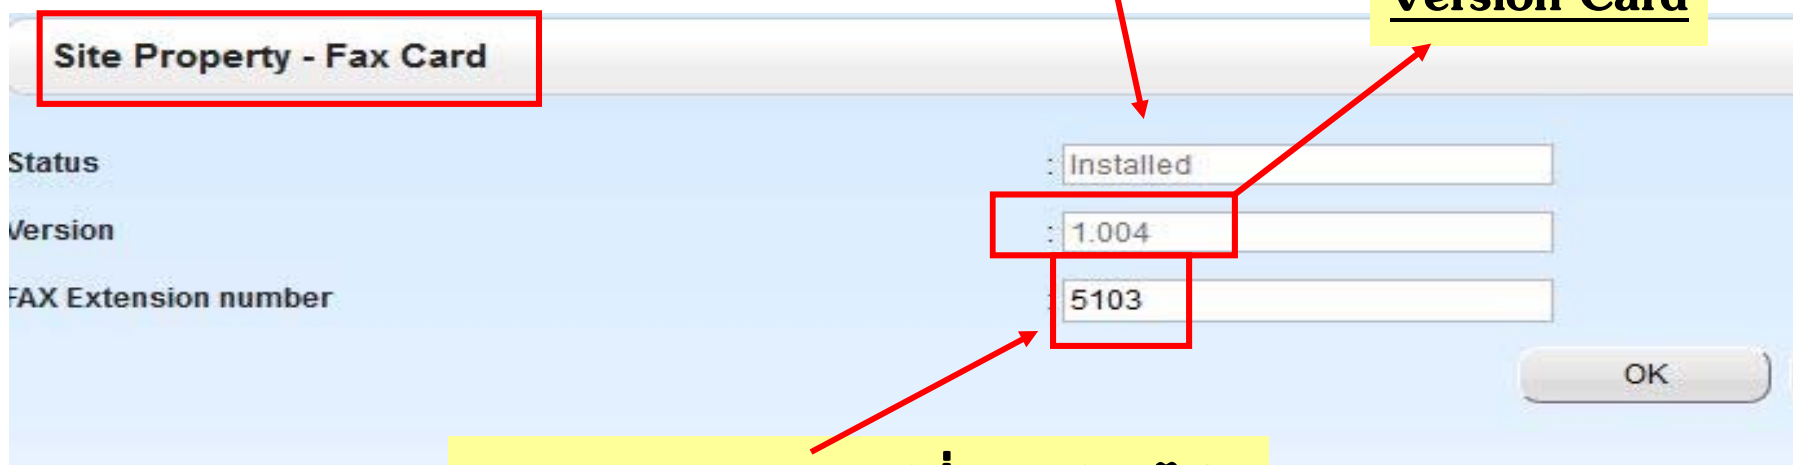 Version Card
Site Property - Fax Card
Status : Installed
Version : 1.004
FAX Extension number : 5103
OK